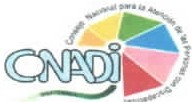 Consejo Nacional para la Atención de las Personas con Discapacidad
CNADI